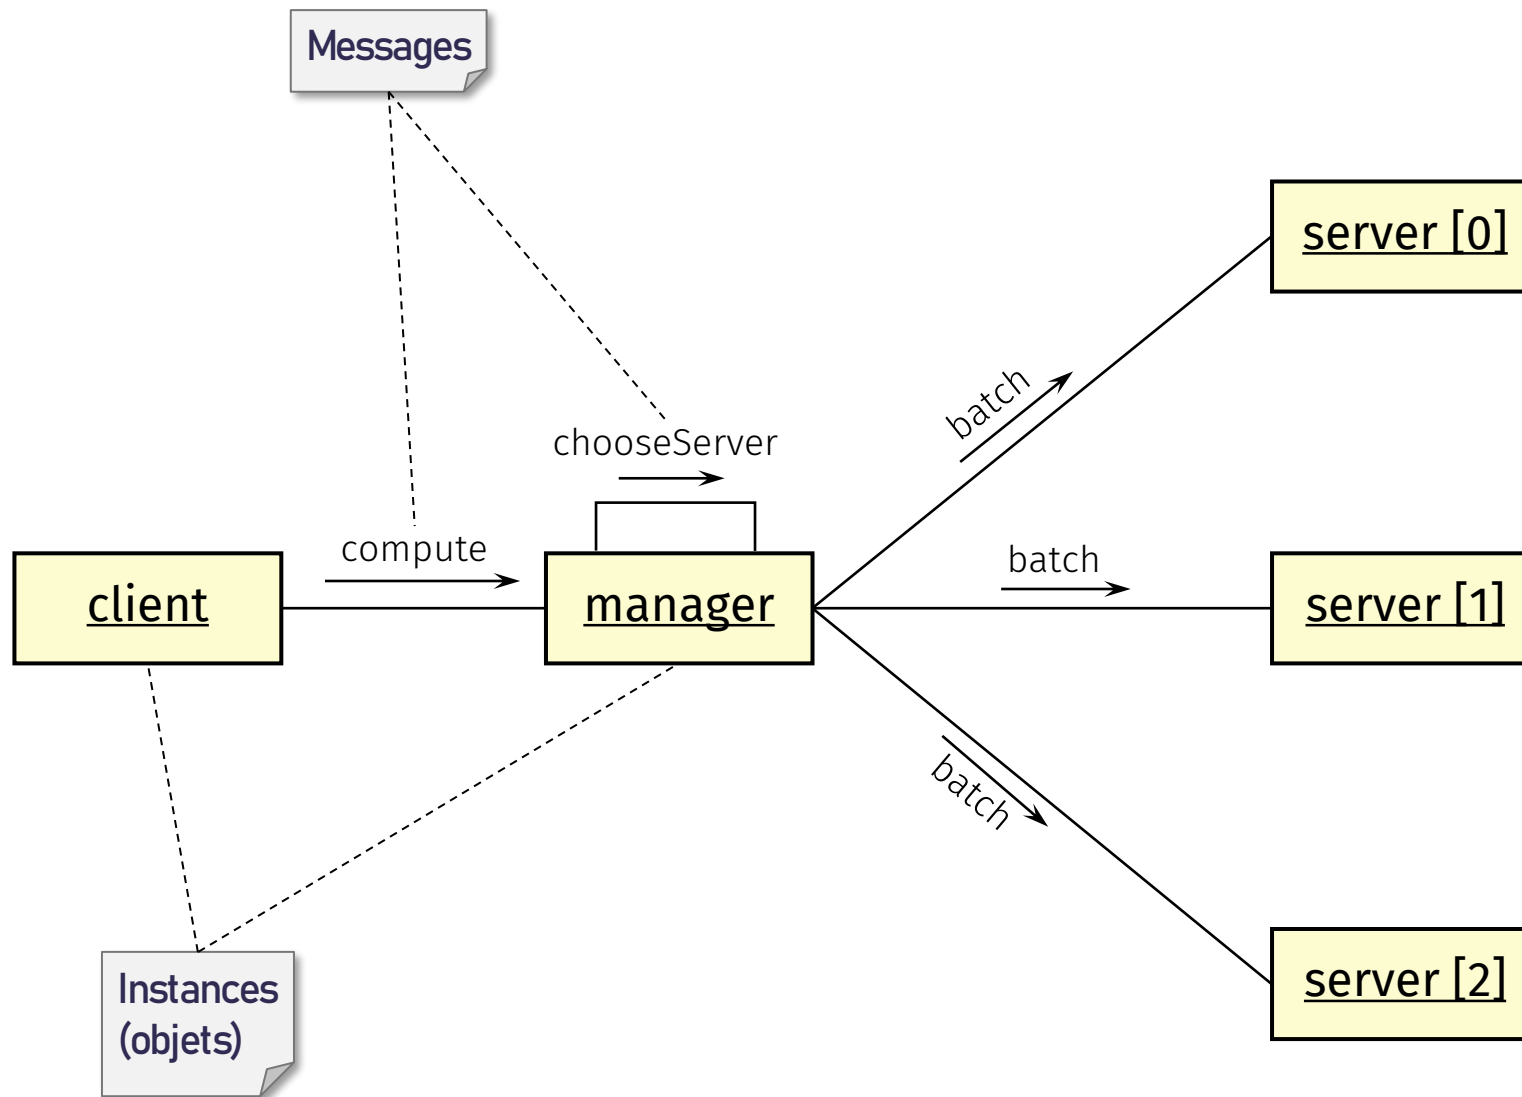 Messages
server [0]
batch
chooseServer
compute
batch
client
manager
server [1]
batch
Instances
(objets)
server [2]